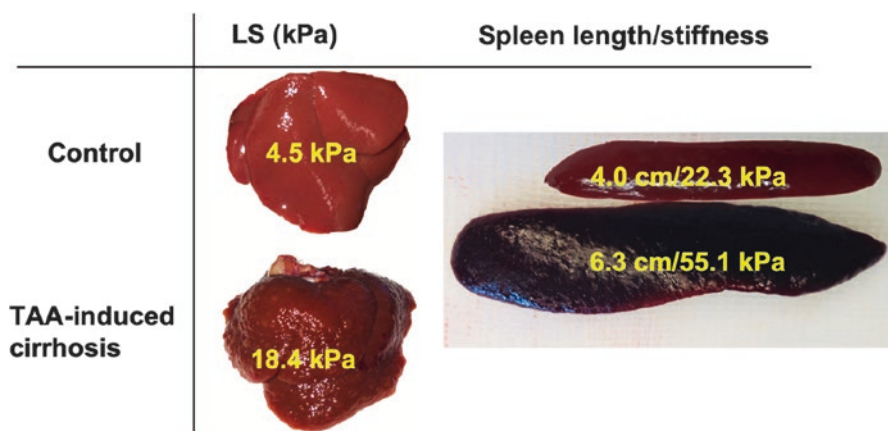 LS (kPa)
Spleen length/stiffness
Control
4.5 kPa
4.0 cm/22.3 kPa
6.3 cm/55.1 kPa
TAA-induced
cirrhosis
18.4 kPa